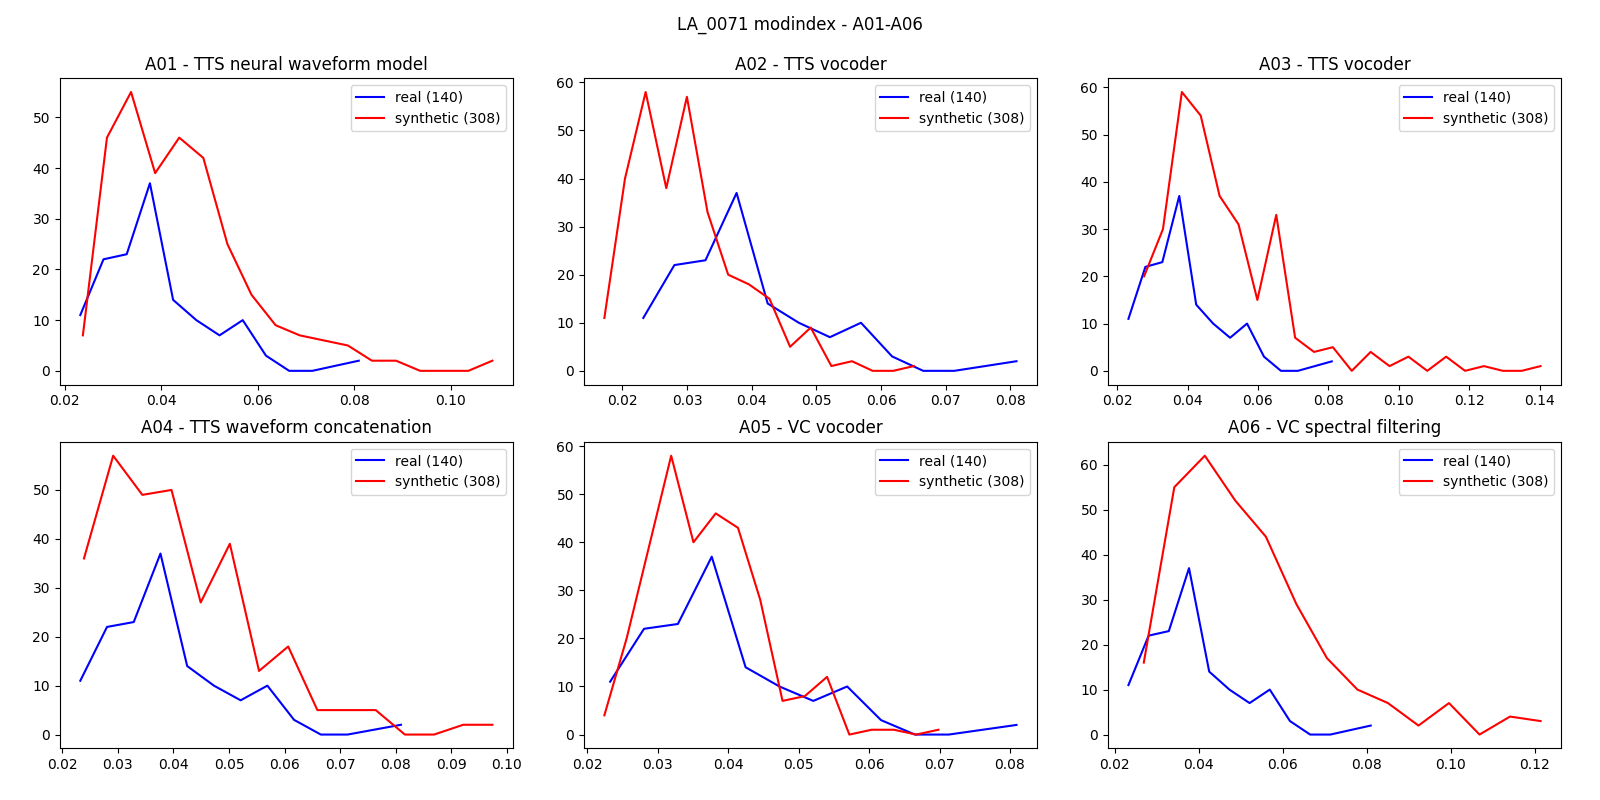 LA_0071 modindex - A01-A06
A01 - TTS neural waveform model
real (140)
synthetic (308)
50
40
30
20
10
0
0.02 0.04 0.06 0.08 0.10
A02 - TTS vocoder
real (140)
synthetic (308)
60
50
40
30
20
10
0
0.02 0.03 0.04 0.05 0.06 0.07 0.08
A03 - TTS vocoder
real (140)
synthetic (308)
60
50
40
30
20
10
0
0.02 0.04 0.06 0.08 0.10 0.12 0.14
A04 - TTS waveform concatenation
real (140)
synthetic (308)
50
40
30
20
10
0
0.02 0.03 0.04 0.05 0.06 0.07 0.08 0.09 0.10
A05 - VC vocoder
real (140)
synthetic (308)
60
50
40
30
20
10
0
0.02 0.03 0.04 0.05 0.06 0.07 0.08
A06 - VC spectral filtering
real (140)
synthetic (308)
60
50
40
30
20
10
0
0.02 0.04 0.06 0.08 0.10 0.12